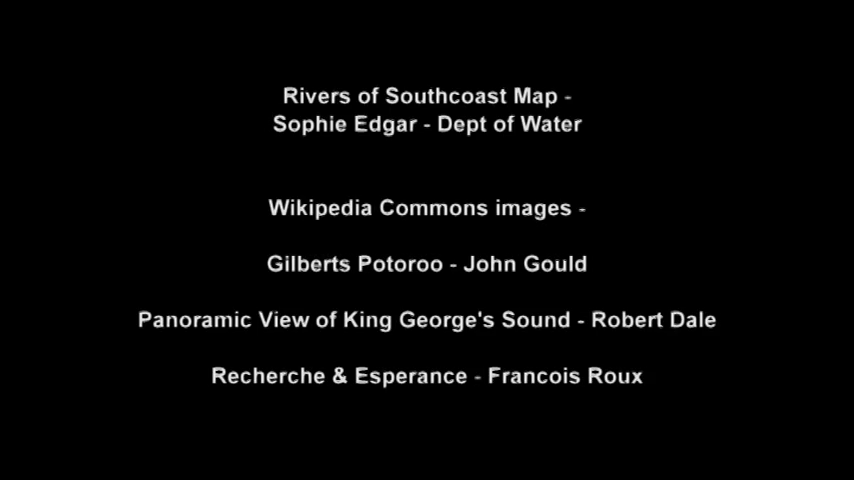 Rivers of Southcoast Map -
Sophie Edgar - Dept of Water
Wikipedia Commons images -
Gilberts Potoroo - John Gould
Panoramic View of King George's Sound - Robert Dale
Recherche & Esperance - Francois Roux